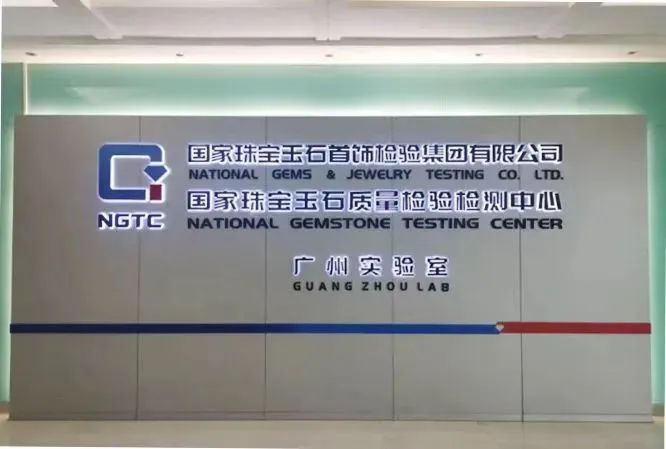 国家珠宝玉石首饰检验集团有限公司
NATIONAL GEMS & JEWELRY TESTING CO. LTD.
国家珠宝玉石质量检验检测中心
NGTC NATIONAL GEMSTONE TESTING CENTER
广州实验室
GUANG ZHOU LAB